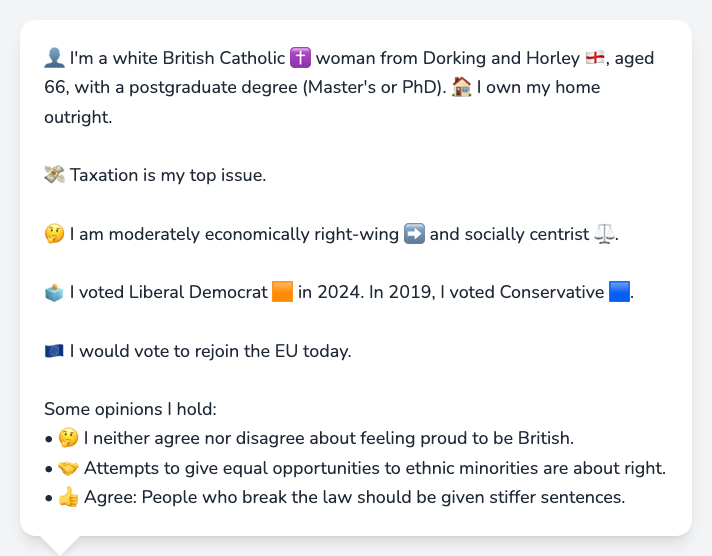 👤 I'm a white British Catholic ✝️ woman from Dorking and Horley 🏴󠁧󠁢󠁥󠁮󠁧󠁿, aged
66, with a postgraduate degree (Master's or PhD). 🏠 I own my home
outright.
💸 Taxation is my top issue.
🤔 I am moderately economically right-wing ➡️ and socially centrist ⚖️.
🗳️ I voted Liberal Democrat 🟧 in 2024. In 2019, I voted Conservative 🟦.
🇪🇺 I would vote to rejoin the EU today.
Some opinions I hold:
• 🤔 I neither agree nor disagree about feeling proud to be British.
• 🤝 Attempts to give equal opportunities to ethnic minorities are about right.
• 👍 Agree: People who break the law should be given stiffer sentences.